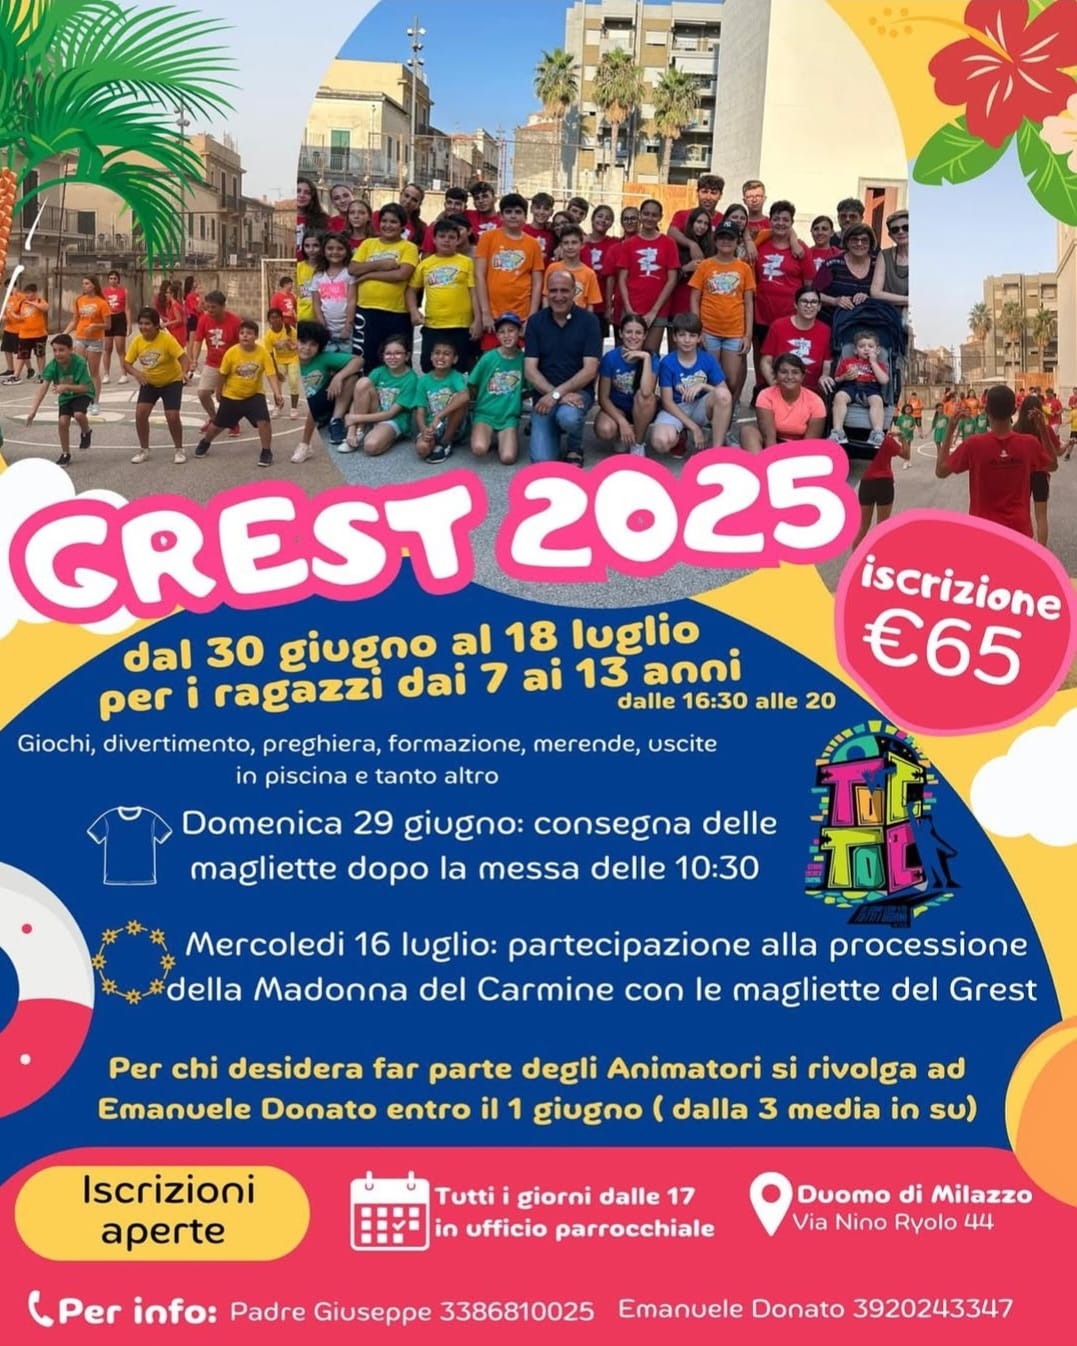 GREST 2025
iscrizione
€65
dal 30 giugno al 18 luglio
per i ragazzi dai 7 ai 13 anni
dalle 16:30 alle 20
Giochi, divertimento, preghiera, formazione, merende, uscite
in piscina e tanto altro
TOC
TOC
Domenica 29 giugno: consegna delle
magliette dopo la messa delle 10:30
Mercoledi 16 luglio: partecipazione alla processione
della Madonna del Carmine con le magliette del Grest
Per chi desidera far parte degli Animatori si rivolga ad
Emanuele Donato entro il 1 giugno ( dalla 3 media in su)
Iscrizioni
aperte
Tutti i giorni dalle 17
in ufficio parrocchiale
Duomo di Milazzo
Via Nino Ryolo 44
Per info: Padre Giuseppe 3386810025 Emanuele Donato 3920243347